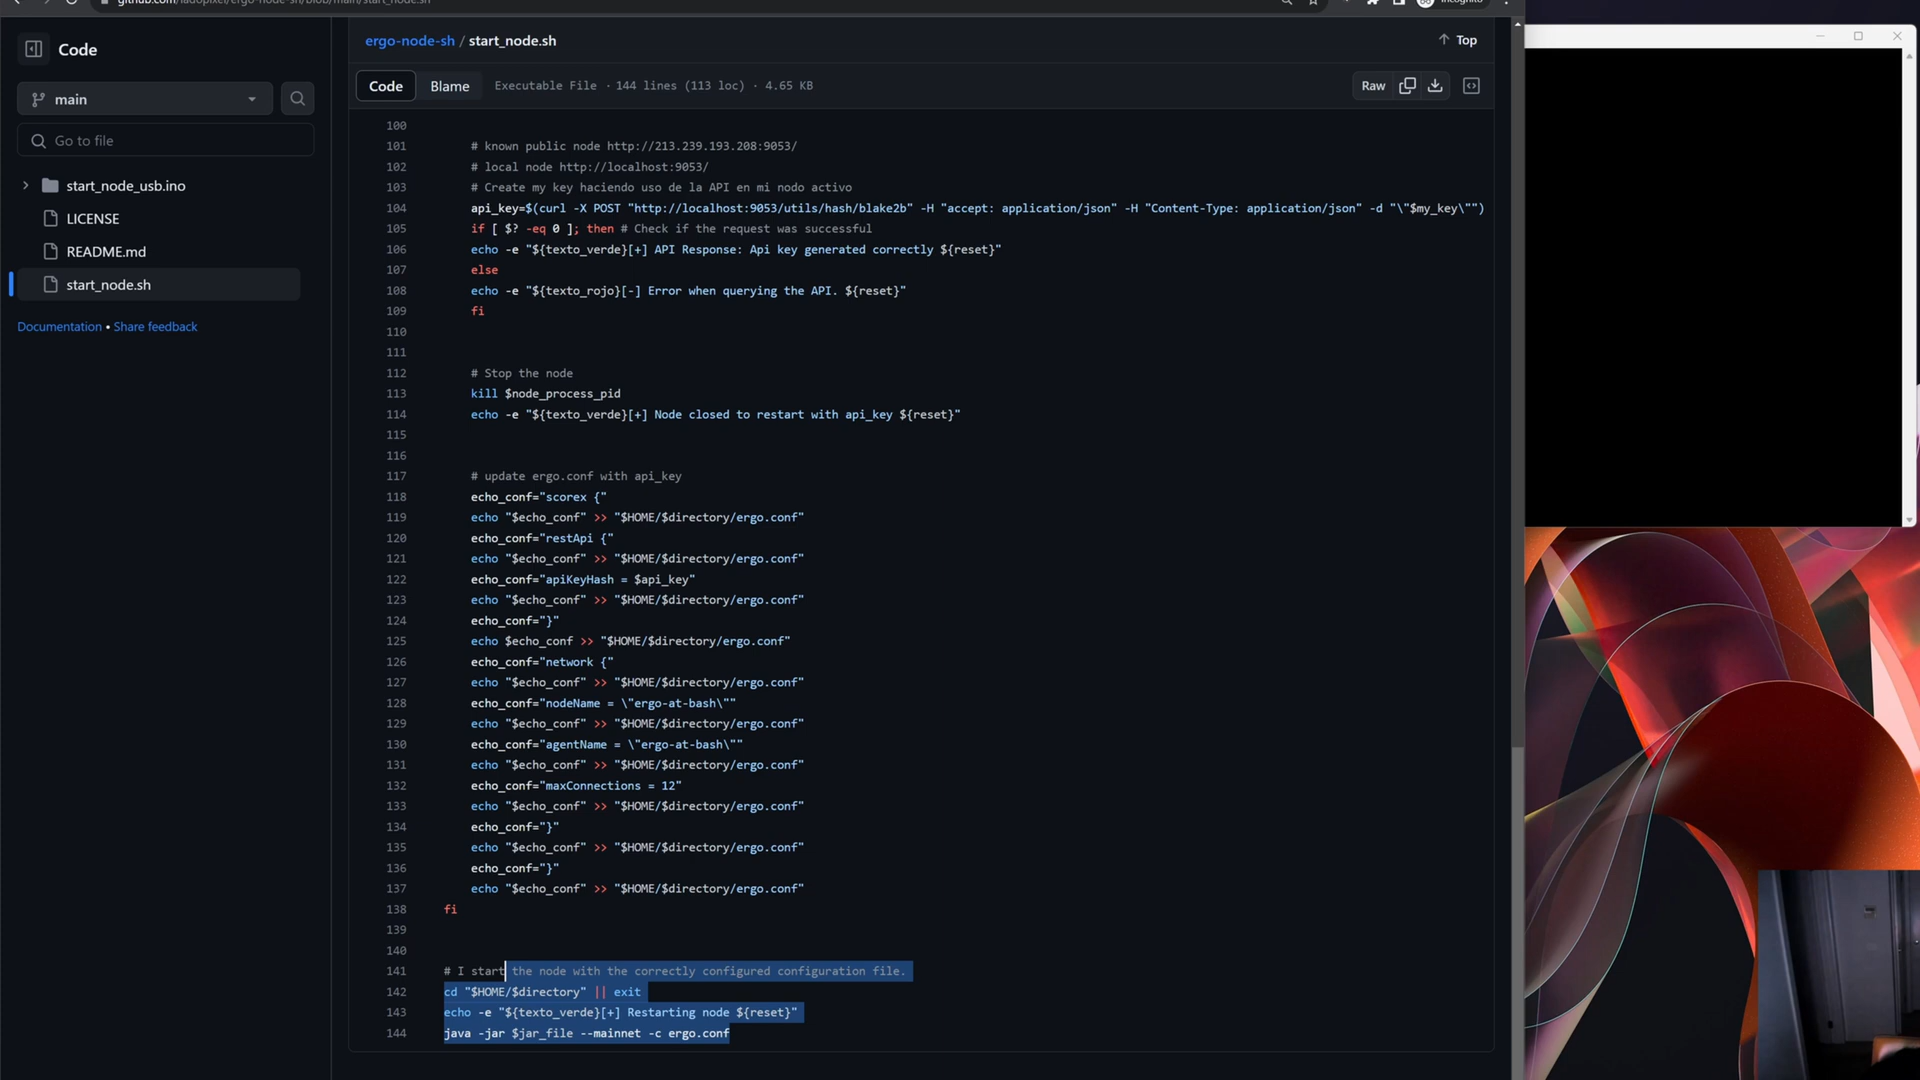 github.com/ladopixel/ergo-node-sh/blob/main/start_node.sh
Incognito
Code
ergo-node-sh / start_node.sh
Top
main
Code
Blame
Executable File · 144 lines (113 loc) · 4.65 KB
Raw
Go to file
start_node_usb.ino
LICENSE
README.md
start_node.sh
Documentation • Share feedback
100
101 # known public node http://213.239.193.208:9053/
102 # local node http://localhost:9053/
103 # Create my key haciendo uso de la API en mi nodo activo
104 api_key=$(curl -X POST "http://localhost:9053/utils/hash/blake2b" -H "accept: application/json" -H "Content-Type: application/json" -d "\"$my_key\"")
105 if [ $? -eq 0 ]; then # Check if the request was successful
106 echo -e "${texto_verde}[+] API Response: Api key generated correctly ${reset}"
107 else
108 echo -e "${texto_rojo}[-] Error when querying the API. ${reset}"
109 fi
110
111
112 # Stop the node
113 kill $node_process_pid
114 echo -e "${texto_verde}[+] Node closed to restart with api_key ${reset}"
115
116
117 # update ergo.conf with api_key
118 echo_conf="scorex {"
119 echo "$echo_conf" >> "$HOME/$directory/ergo.conf"
120 echo_conf="restApi {"
121 echo "$echo_conf" >> "$HOME/$directory/ergo.conf"
122 echo_conf="apiKeyHash = $api_key"
123 echo "$echo_conf" >> "$HOME/$directory/ergo.conf"
124 echo_conf="}"
125 echo $echo_conf >> "$HOME/$directory/ergo.conf"
126 echo_conf="network {"
127 echo "$echo_conf" >> "$HOME/$directory/ergo.conf"
128 echo_conf="nodeName = \"ergo-at-bash\""
129 echo "$echo_conf" >> "$HOME/$directory/ergo.conf"
130 echo_conf="agentName = \"ergo-at-bash\""
131 echo "$echo_conf" >> "$HOME/$directory/ergo.conf"
132 echo_conf="maxConnections = 12"
133 echo "$echo_conf" >> "$HOME/$directory/ergo.conf"
134 echo_conf="}"
135 echo "$echo_conf" >> "$HOME/$directory/ergo.conf"
136 echo_conf="}"
137 echo "$echo_conf" >> "$HOME/$directory/ergo.conf"
138 fi
139
140
141 # I start the node with the correctly configured configuration file.
142 cd "$HOME/$directory" || exit
143 echo -e "${texto_verde}[+] Restarting node ${reset}"
144 java -jar $jar_file --mainnet -c ergo.conf